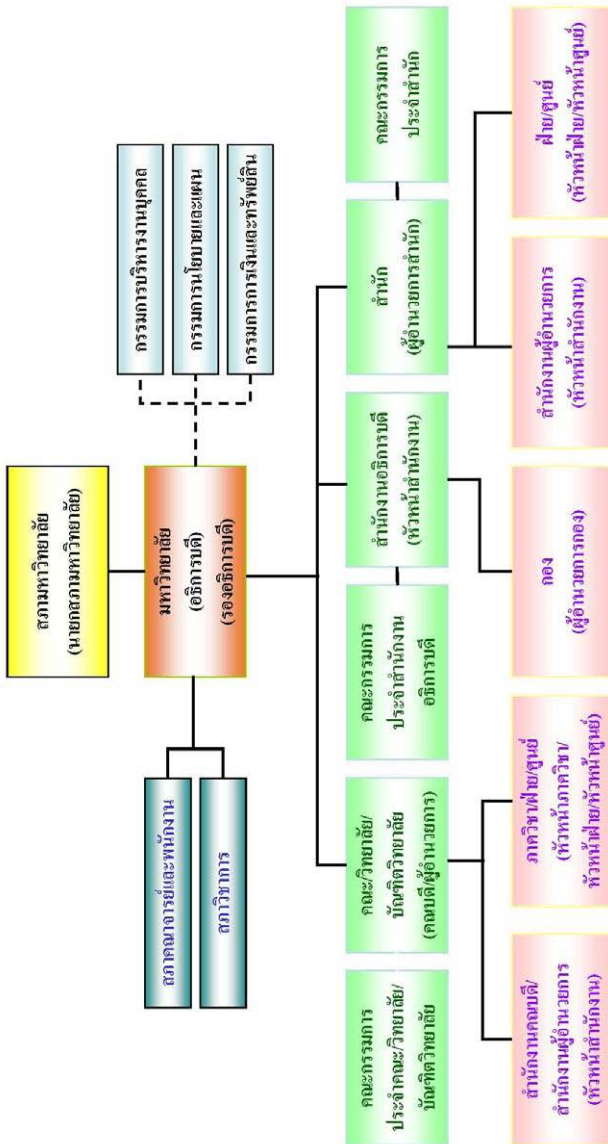 สภามหาวิทยาลัย
(นายกสภามหาวิทยาลัย)
มหาวิทยาลัย
(อธิการบดี)
(รองอธิการบดี)
สภาคณาจารย์และพนักงาน
สภาวิชาการ
กรรมการบริหารงานบุคคล
กรรมการนโยบายและแผน
กรรมการการเงินและทรัพย์สิน
คณะกรรมการ
ประจำคณะ/วิทยาลัย/
บัณฑิตวิทยาลัย
คณะ/วิทยาลัย/
บัณฑิตวิทยาลัย
(คณบดี/ผู้อำนวยการ)
คณะกรรมการ
ประจำสำนักงาน
อธิการบดี
สำนักงานอธิการบดี
(หัวหน้าสำนักงาน)
สำนัก
(ผู้อำนวยการสำนัก)
คณะกรรมการ
ประจำสำนัก
สำนักงานคณบดี/
สำนักงานผู้อำนวยการ
(หัวหน้าสำนักงาน)
ภาควิชา/ฝ่าย/ศูนย์
(หัวหน้าภาควิชา/
หัวหน้าฝ่าย/หัวหน้าศูนย์)
กอง
(ผู้อำนวยการกอง)
สำนักงานผู้อำนวยการ
(หัวหน้าสำนักงาน)
ฝ่าย/ศูนย์
(หัวหน้าฝ่าย/หัวหน้าศูนย์)